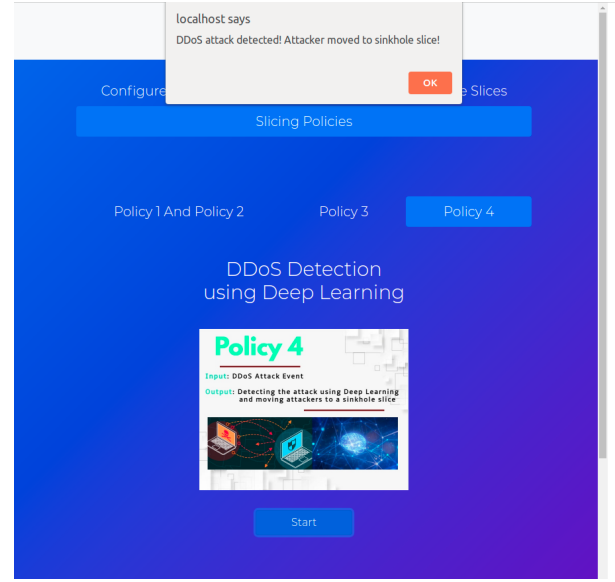 localhost says
DDoS attack detected! Attacker moved to sinkhole slice!
OK
Configure
e Slices
Slicing Policies
Policy 1 And Policy 2
Policy 3
Policy 4
DDoS Detection
using Deep Learning
Policy 4
Input: DDoS Attack Event
Output: Detecting the attack using Deep Learning
and moving attackers to a sinkhole slice
Start